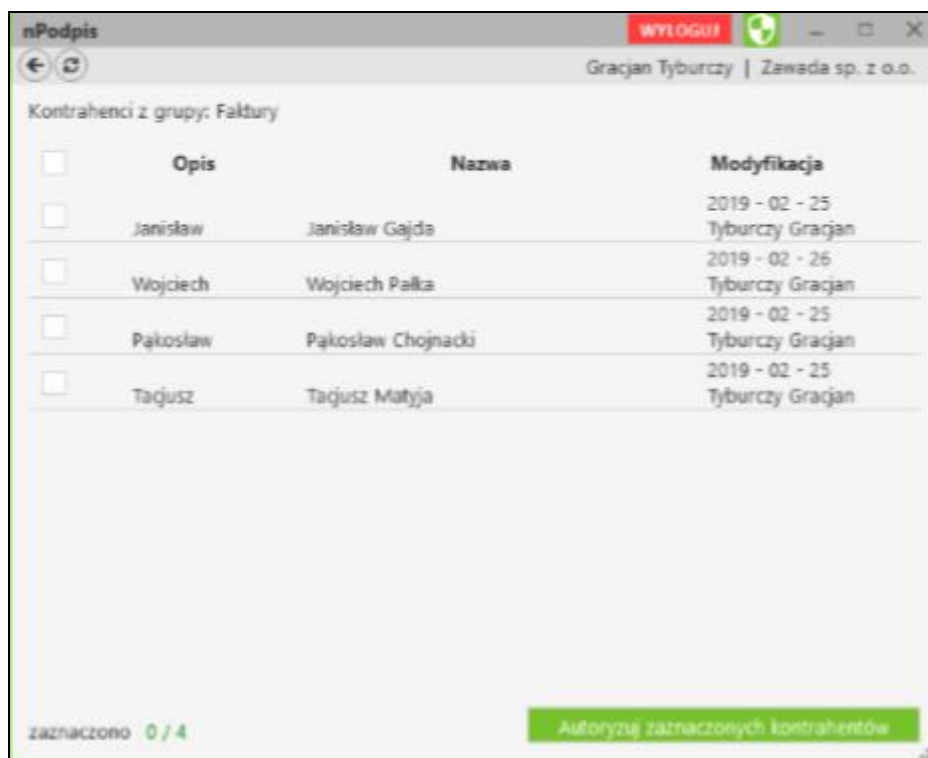 nPodpis WYLOGUJ
Gracjan Tyburczy | Zawada sp. z o.o.
Kontrahenci z grupy: Faktury
Opis Nazwa Modyfikacja
2019 - 02 - 25
Janisław Janisław Gajda Tyburczy Gracjan
2019 - 02 - 26
Wojciech Wojciech Pałka Tyburczy Gracjan
2019 - 02 - 25
Pąkosław Pąkosław Chojnacki Tyburczy Gracjan
2019 - 02 - 25
Tacjusz Tacjusz Matyja Tyburczy Gracjan
zaznaczono 0 / 4 Autoryzuj zaznaczonych kontrahentów